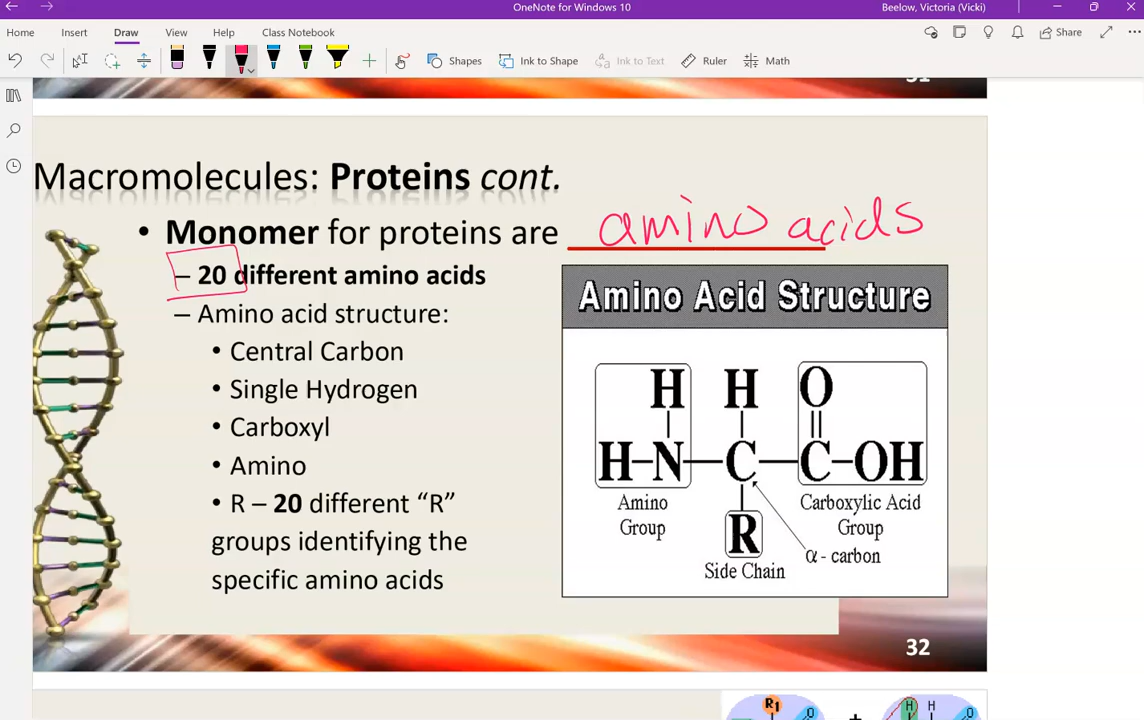 OneNote for Windows 10
Beelow, Victoria (Vicki)
Home Insert Draw View Help Class Notebook
Share
Shapes Ink to Shape Ink to Text Ruler Math
31
Macromolecules: Proteins cont.
• Monomer for proteins are amino acids
– 20 different amino acids
– Amino acid structure:
• Central Carbon
• Single Hydrogen
• Carboxyl
• Amino
• R – 20 different “R”
groups identifying the
specific amino acids
Amino Acid Structure
H H O
H–N–C–C–OH
Amino
Group
Carboxylic Acid
Group
R
α - carbon
Side Chain
32
R1
H H
O + O